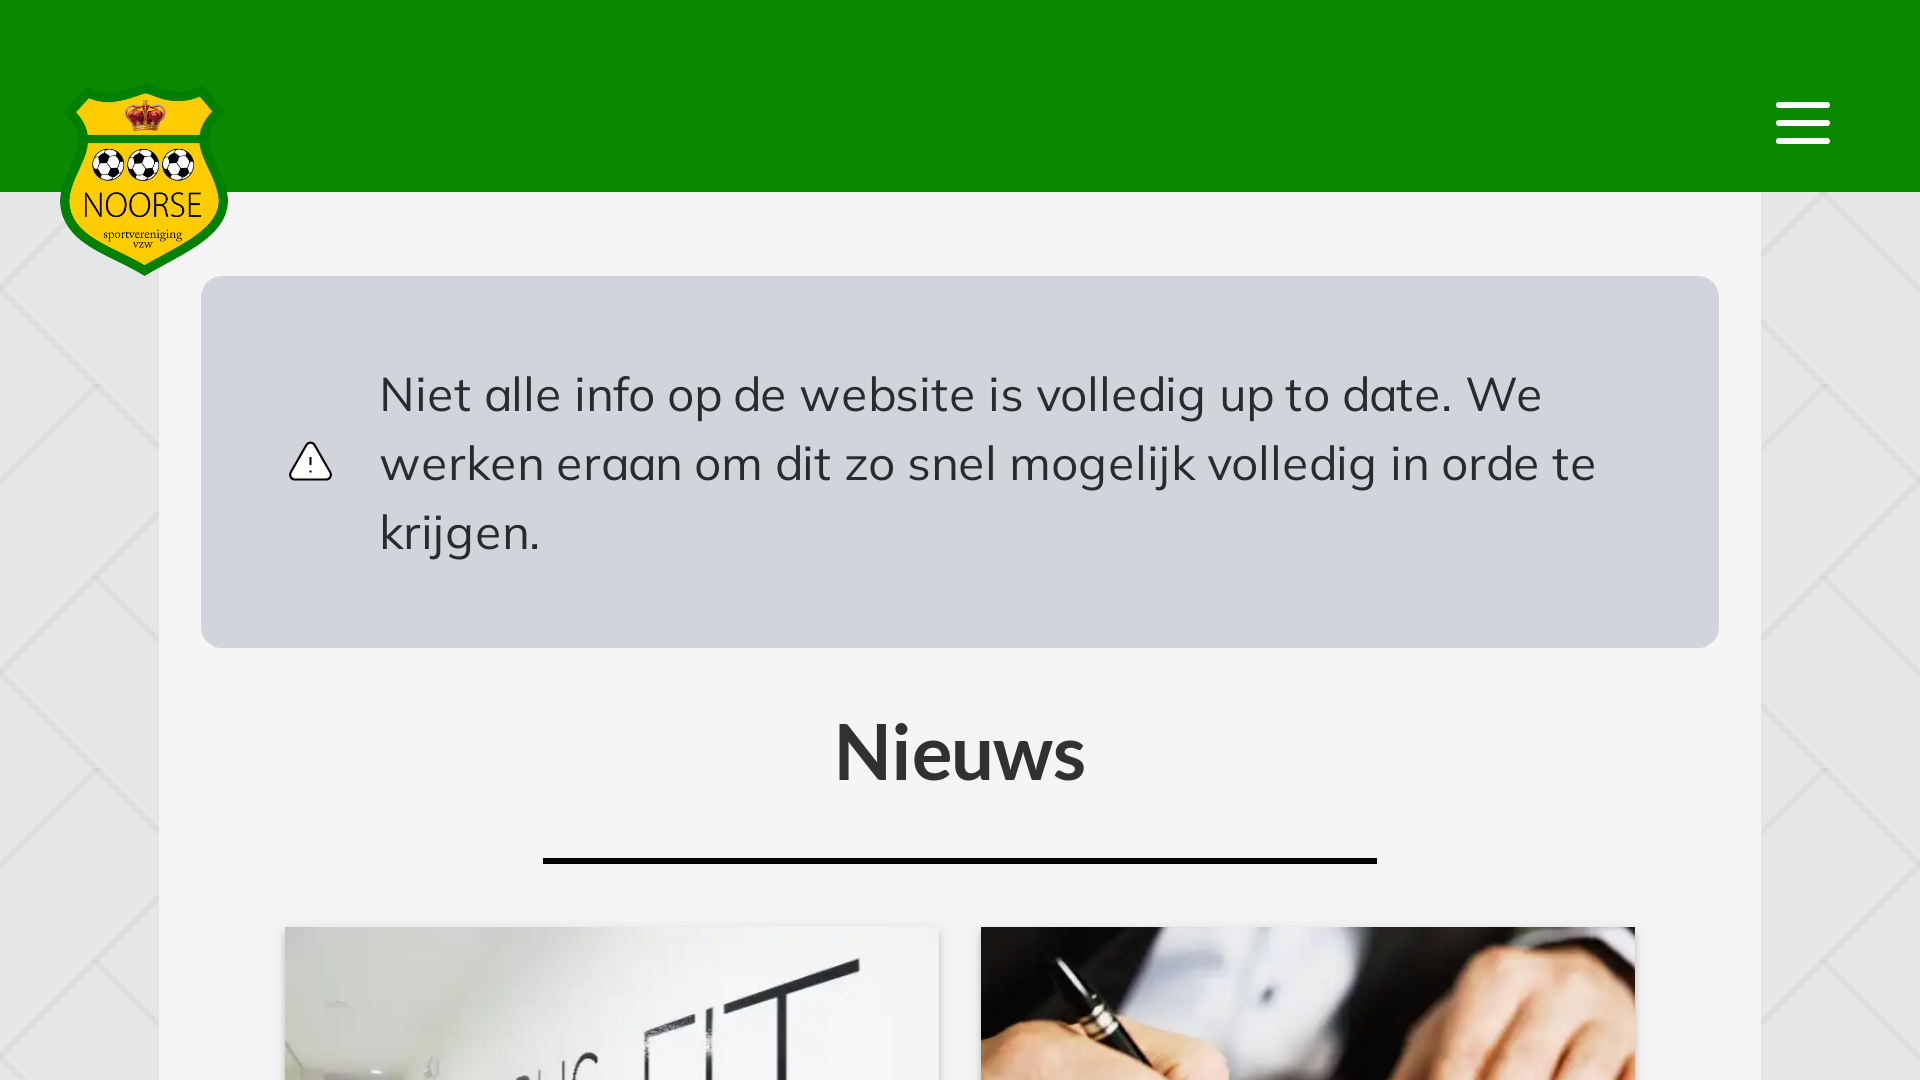 NOORSE
sportvereniging
vzw
Niet alle info op de website is volledig up to date. We
werken eraan om dit zo snel mogelijk volledig in orde te
krijgen.
Nieuws